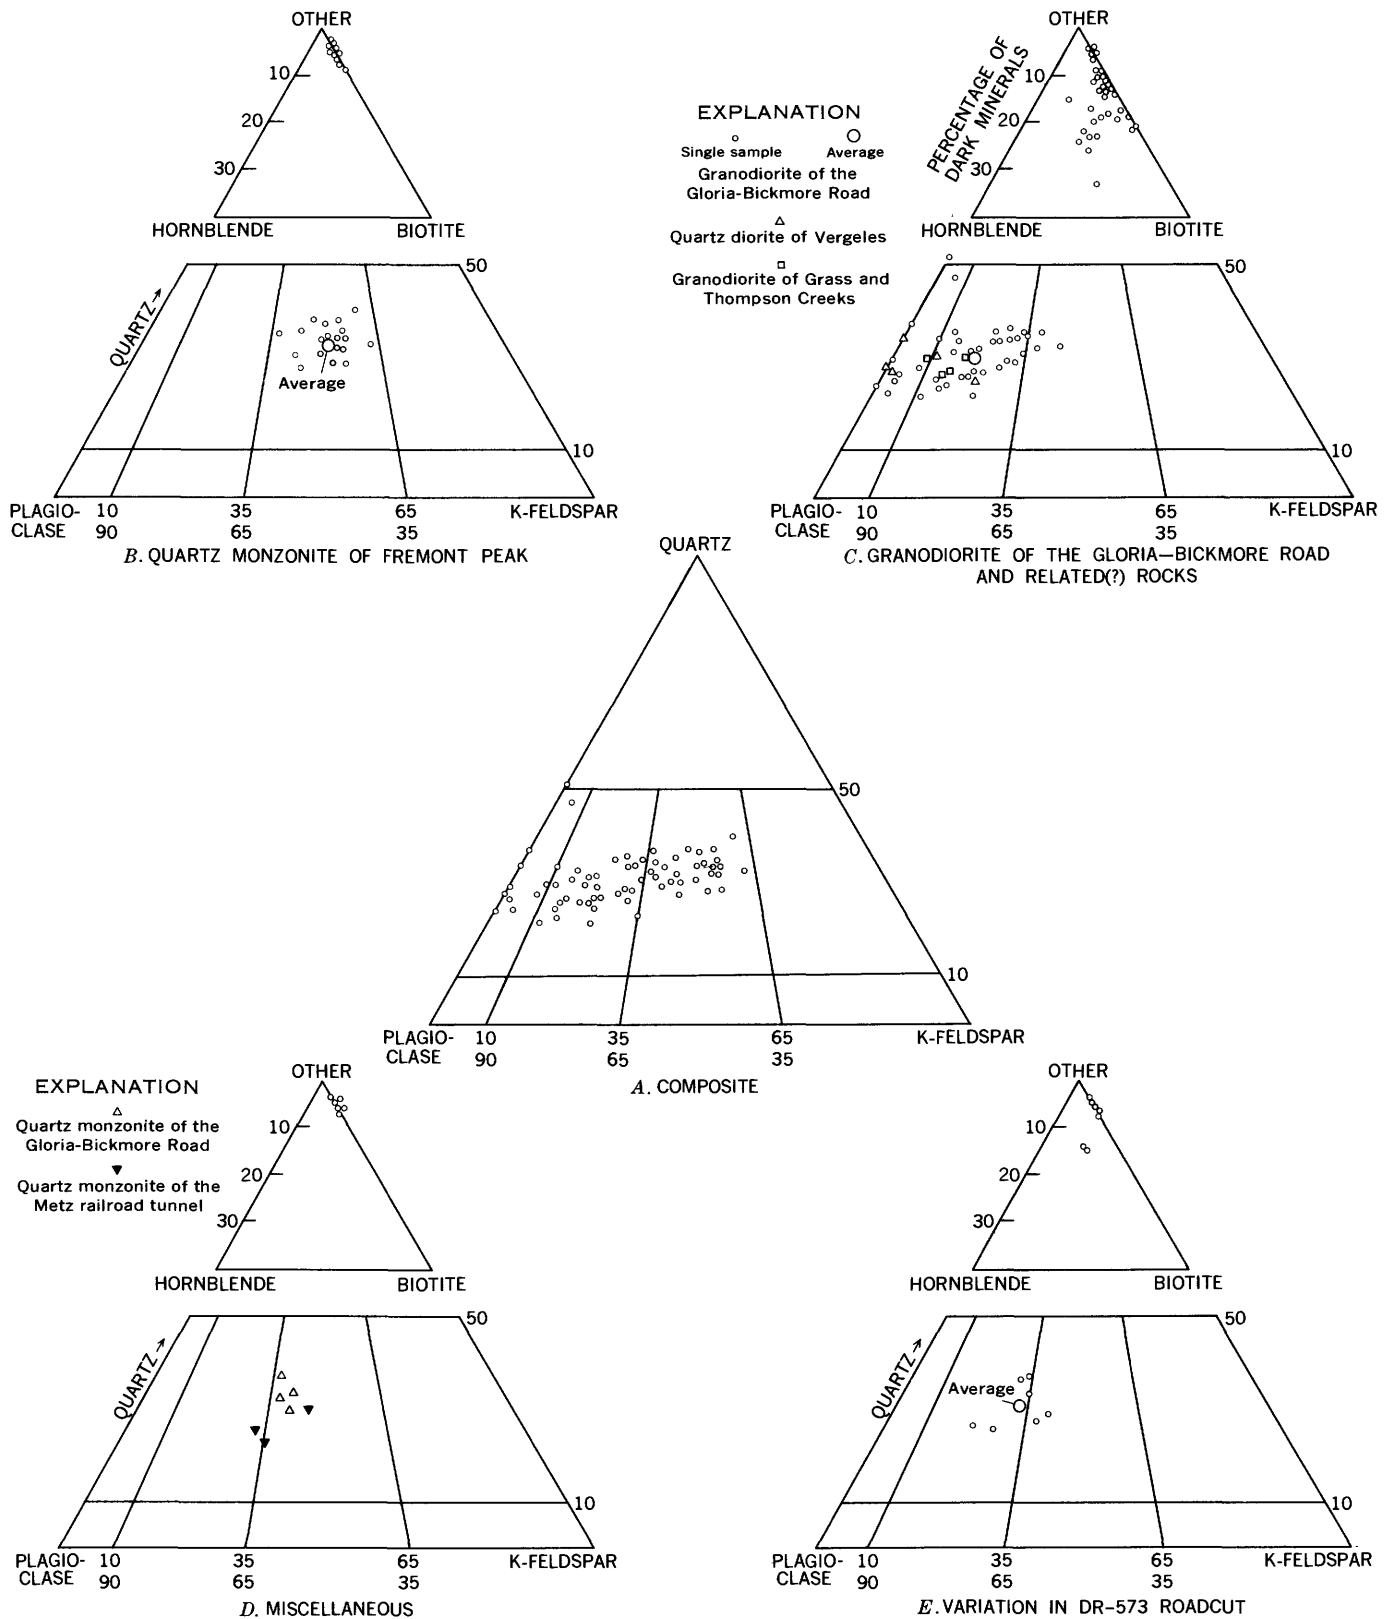 OTHER
10
20
30
HORNBLENDE
BIOTITE
50
QUARTZ
Average
10
PLAGIO-
CLASE
10
90
35
65
65
35
K-FELDSPAR
B. QUARTZ MONZONITE OF FREMONT PEAK
EXPLANATION
Single sample
Average
Granodiorite of the
Gloria-Bickmore Road
Quartz diorite of Vergeles
Granodiorite of Grass and
Thompson Creeks
OTHER
PERCENTAGE OF
DARK MINERALS
10
20
30
HORNBLENDE
BIOTITE
50
10
PLAGIO-
CLASE
10
90
35
65
65
35
K-FELDSPAR
C. GRANODIORITE OF THE GLORIA—BICKMORE ROAD
AND RELATED(?) ROCKS
QUARTZ
50
10
PLAGIO-
CLASE
10
90
35
65
65
35
K-FELDSPAR
A. COMPOSITE
EXPLANATION
Quartz monzonite of the
Gloria-Bickmore Road
Quartz monzonite of the
Metz railroad tunnel
OTHER
10
20
30
HORNBLENDE
BIOTITE
50
QUARTZ
10
PLAGIO-
CLASE
10
90
35
65
65
35
K-FELDSPAR
D. MISCELLANEOUS
OTHER
10
20
30
HORNBLENDE
BIOTITE
50
QUARTZ
Average
10
PLAGIO-
CLASE
10
90
35
65
65
35
K-FELDSPAR
E. VARIATION IN DR-573 ROADCUT